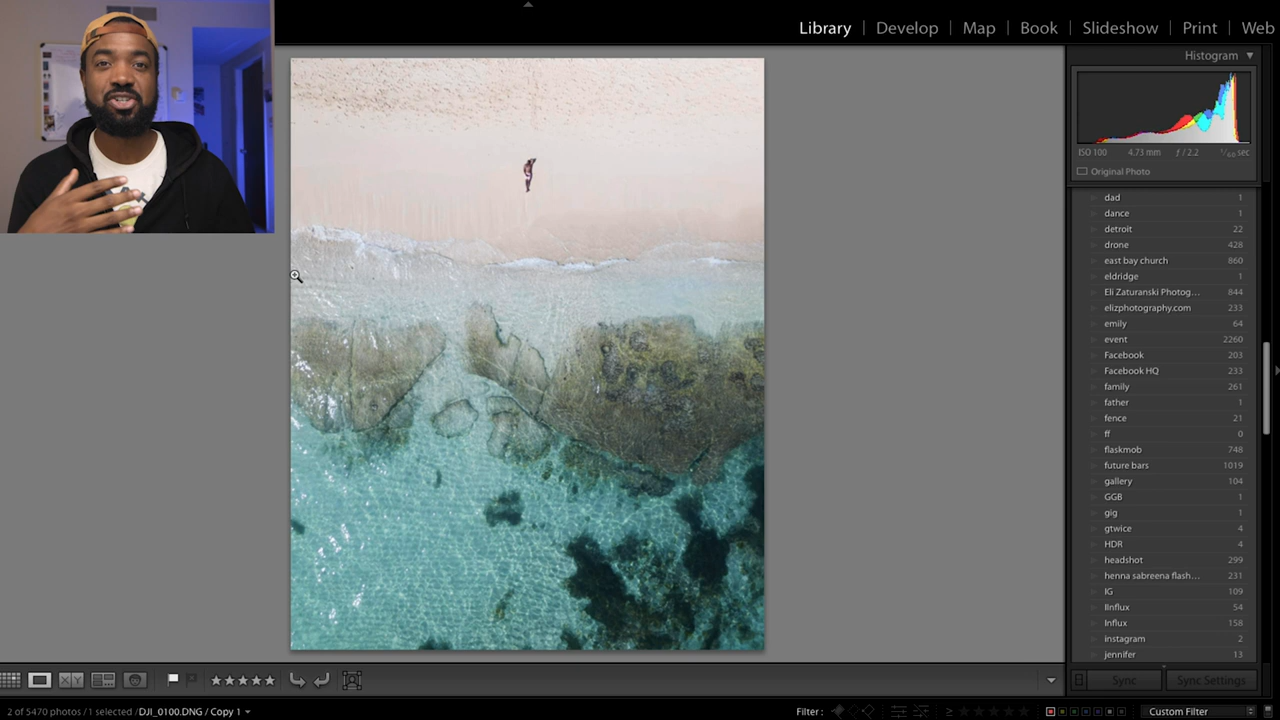 Library | Develop | Map | Book | Slideshow | Print | Web
Histogram
ISO 100 4.73 mm ƒ / 2.2 1/60 sec
Original Photo
dad 1
dance 1
detroit 22
drone 428
east bay church 860
eldridge 1
Eli Zaturanski Photog... 844
elizphotography.com 233
emily 64
event 2260
Facebook 203
Facebook HQ 233
family 261
father 1
fence 21
ff 0
flaskmob 748
future bars 1019
gallery 104
GGB 1
gig 1
gtwice 4
HDR 4
headshot 299
henna sabreena flash... 231
IG 109
IInflux 54
Influx 158
instagram 2
jennifer 13
Sync Sync Settings
2 of 5470 photos / 1 selected / DJI_0100.DNG / Copy 1
Filter : Custom Filter